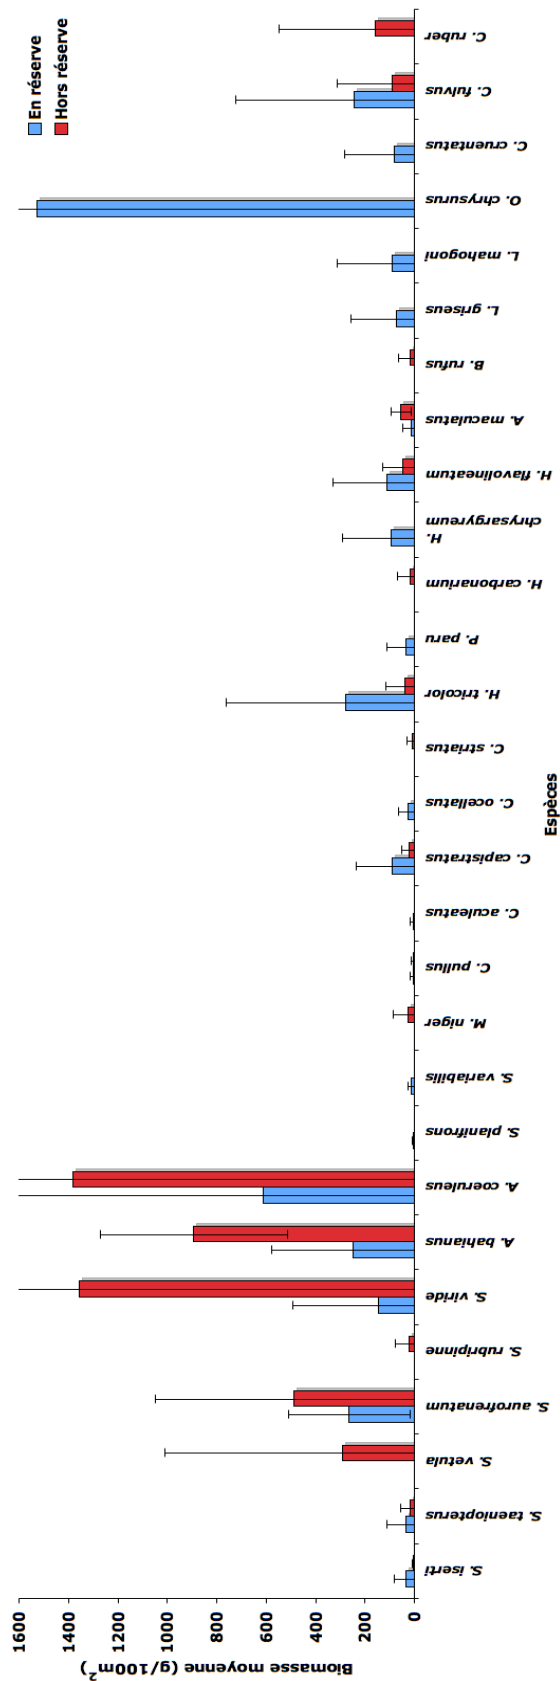 En réserve
Hors réserve
Biomasse moyenne (g/100m²)
1600
1400
1200
1000
800
600
400
200
0
S. iserti
S. taeniopterus
S. vetula
S. aurofrenatum
S. rubripinne
S. viride
A. bahianus
A. coeruleus
S. planifrons
S. variabilis
M. niger
C. pullus
C. aculeatus
C. capistratus
C. ocellatus
C. striatus
H. tricolor
P. paru
H. carbonarium
H.
chrysargyreum
H. flavolineatum
A. maculatus
B. rufus
L. griseus
L. mahogoni
O. chrysurus
C. cruentatus
C. fulvus
C. ruber
Espèces